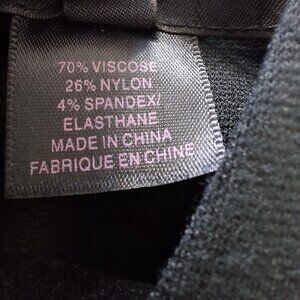 70% VISCOSE
26% NYLON
4% SPANDEX/
ELASTHANE
MADE IN CHINA
FABRIQUE EN CHINE